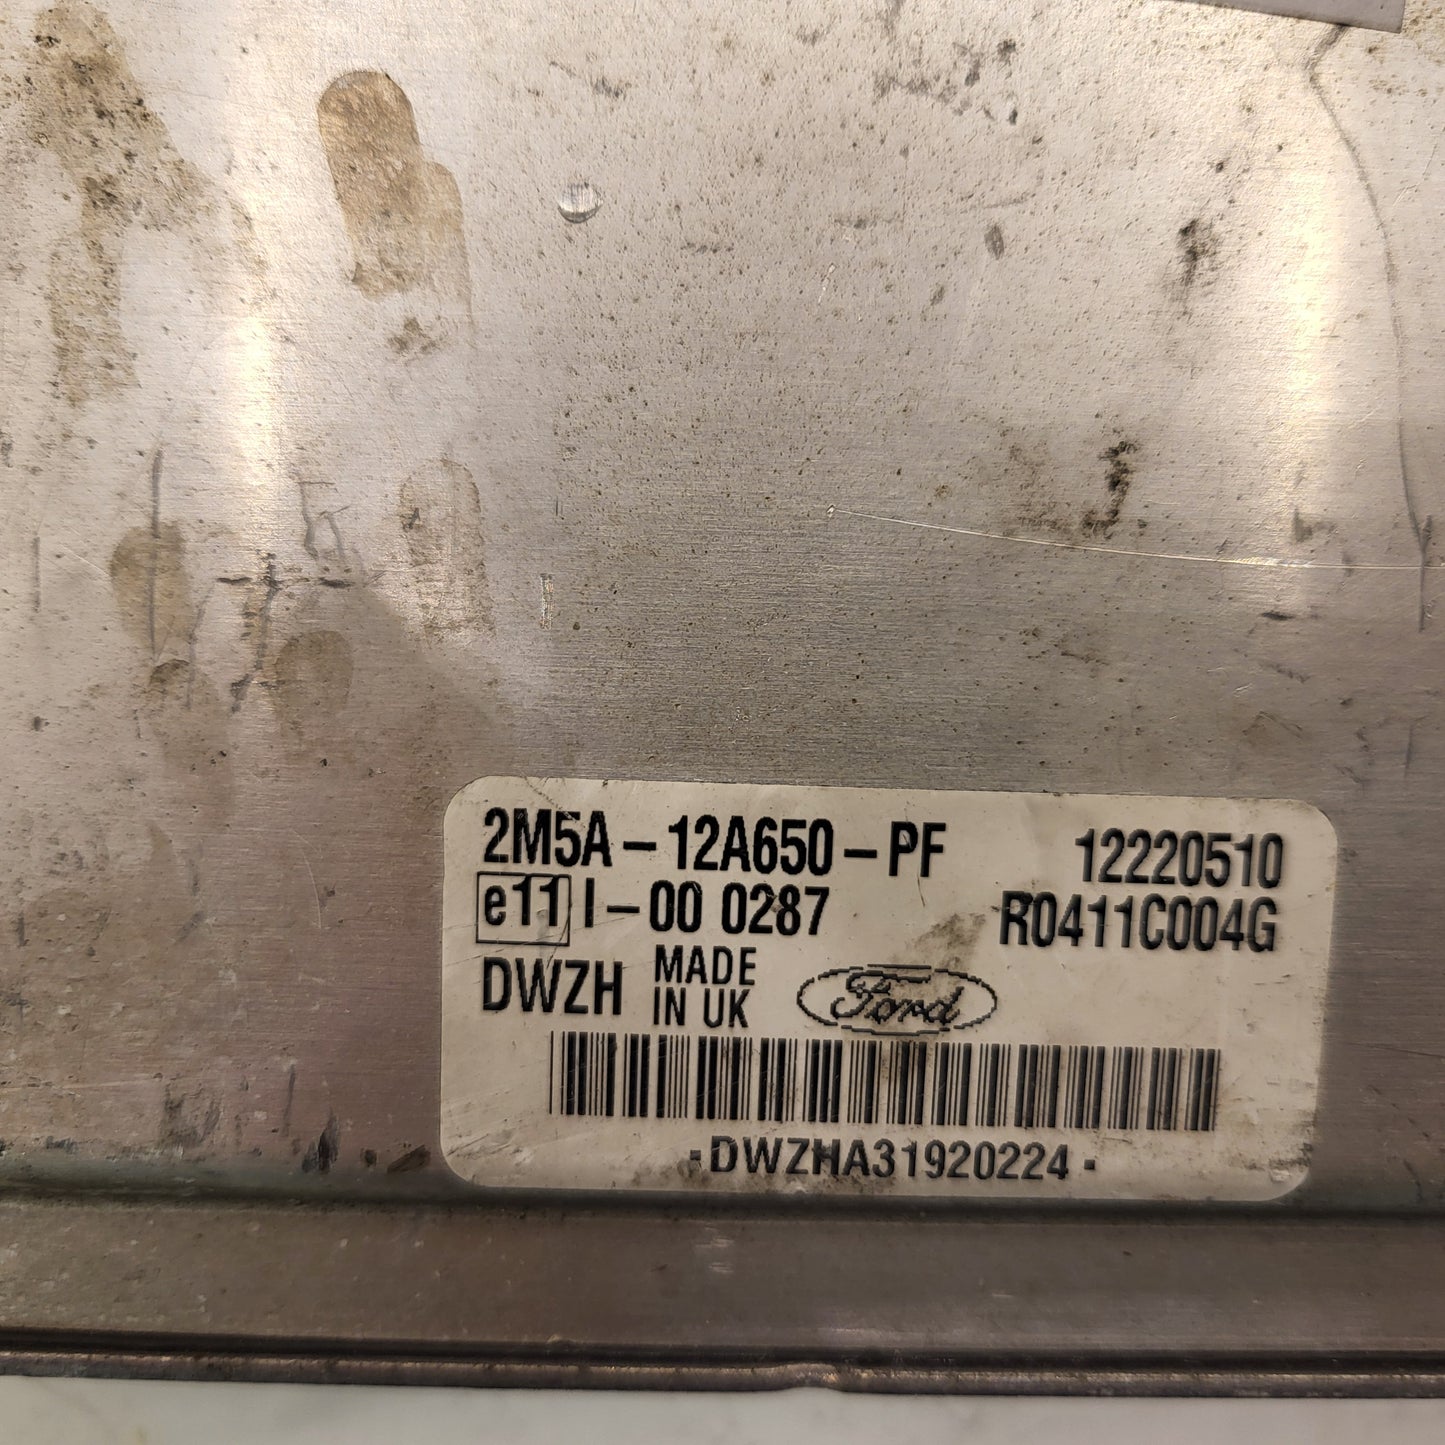 2M5A-12A650-PF 12220510
e11 I-00 0287 R0411C004G
DWZH MADE IN UK Ford
-DWZHA31920224-